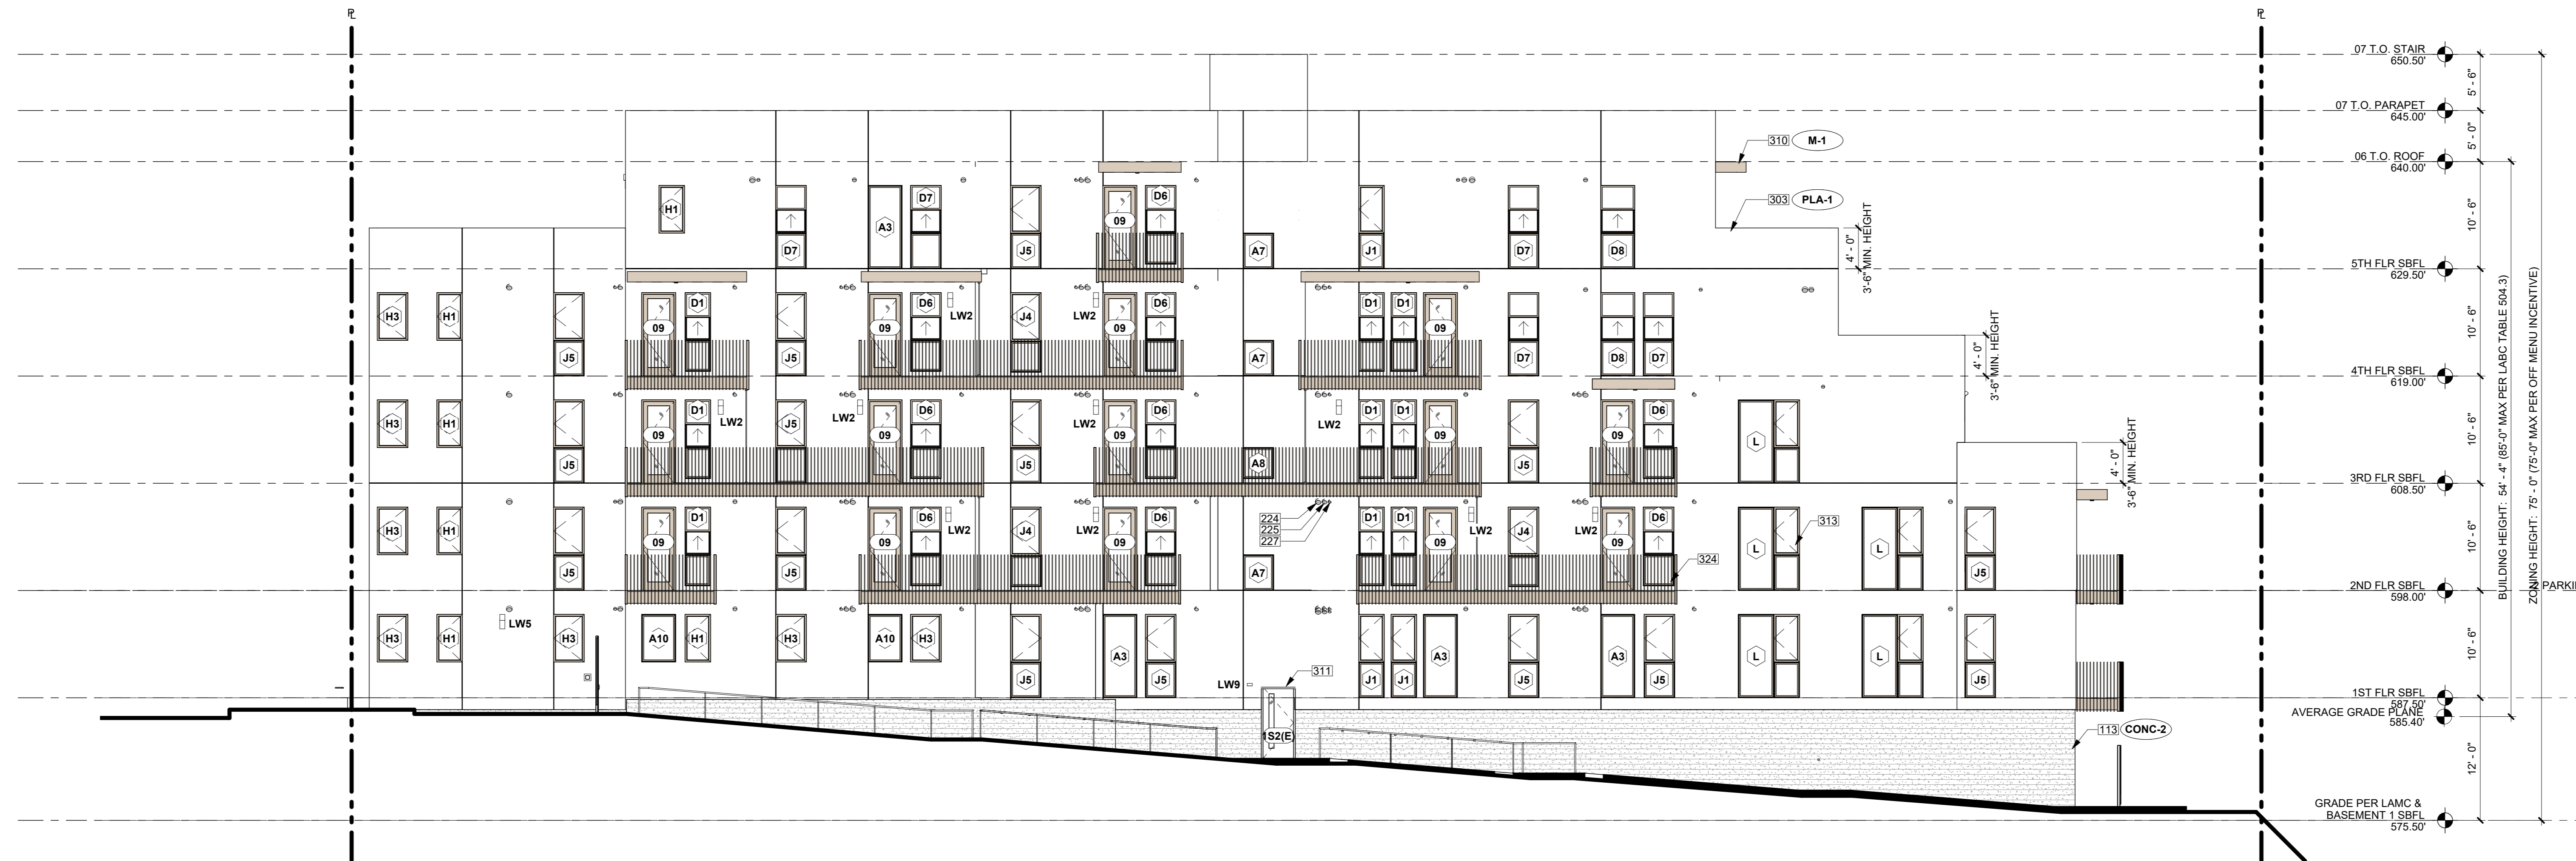 PL
PL
07 T.O. STAIR
650.50'
5' - 6"
07 T.O. PARAPET
645.00'
310 M-1
5' - 0"
06 T.O. ROOF
640.00'
H1 D7 D6
303 PLA-1
09
A3
10' - 6"
4' - 0"
3'-6" MIN. HEIGHT
D7 J5 A7 J1 D7 D8
5TH FLR SBFL
629.50'
D1 D6 D6 D1 D1
H3 H1 LW2 J4 LW2
09 09 09 09
10' - 6"
4' - 0"
3'-6" MIN. HEIGHT
J5 J5 A7 D7 D8 D7
4TH FLR SBFL
619.00'
D1 D6 D6 D1 D1 D6
H3 H1 LW2 J5 LW2 LW2 LW2
09 09 09 09 09
L
10' - 6"
4' - 0"
3'-6" MIN. HEIGHT
J5 J5 A8 J5
3RD FLR SBFL
608.50'
D1 D6 D6 D1 D1 D6
224
225
227
H3 H1 LW2 J4 LW2 LW2 J4 LW2
313
09 09 09 09 09
L L
324
10' - 6"
J5 J5 A7 J5
2ND FLR SBFL
598.00'
2 PARKI
LW5
H3 H1 H3 A10 H1 H3 A10 H3
A3 A3 A3 L L
10' - 6"
J5 J5 J1 J1 J5 J5 J5
LW9
311
1ST FLR SBFL
587.50'
AVERAGE GRADE PLANE
585.40'
S2(E)
113 CONC-2
12' - 0"
GRADE PER LAMC &
BASEMENT 1 SBFL
575.50'
BUILDING HEIGHT: 54' - 4" (85'-0" MAX PER LABC TABLE 504.3)
ZONING HEIGHT: 75' - 0" (75'-0" MAX PER OFF MENU INCENTIVE)